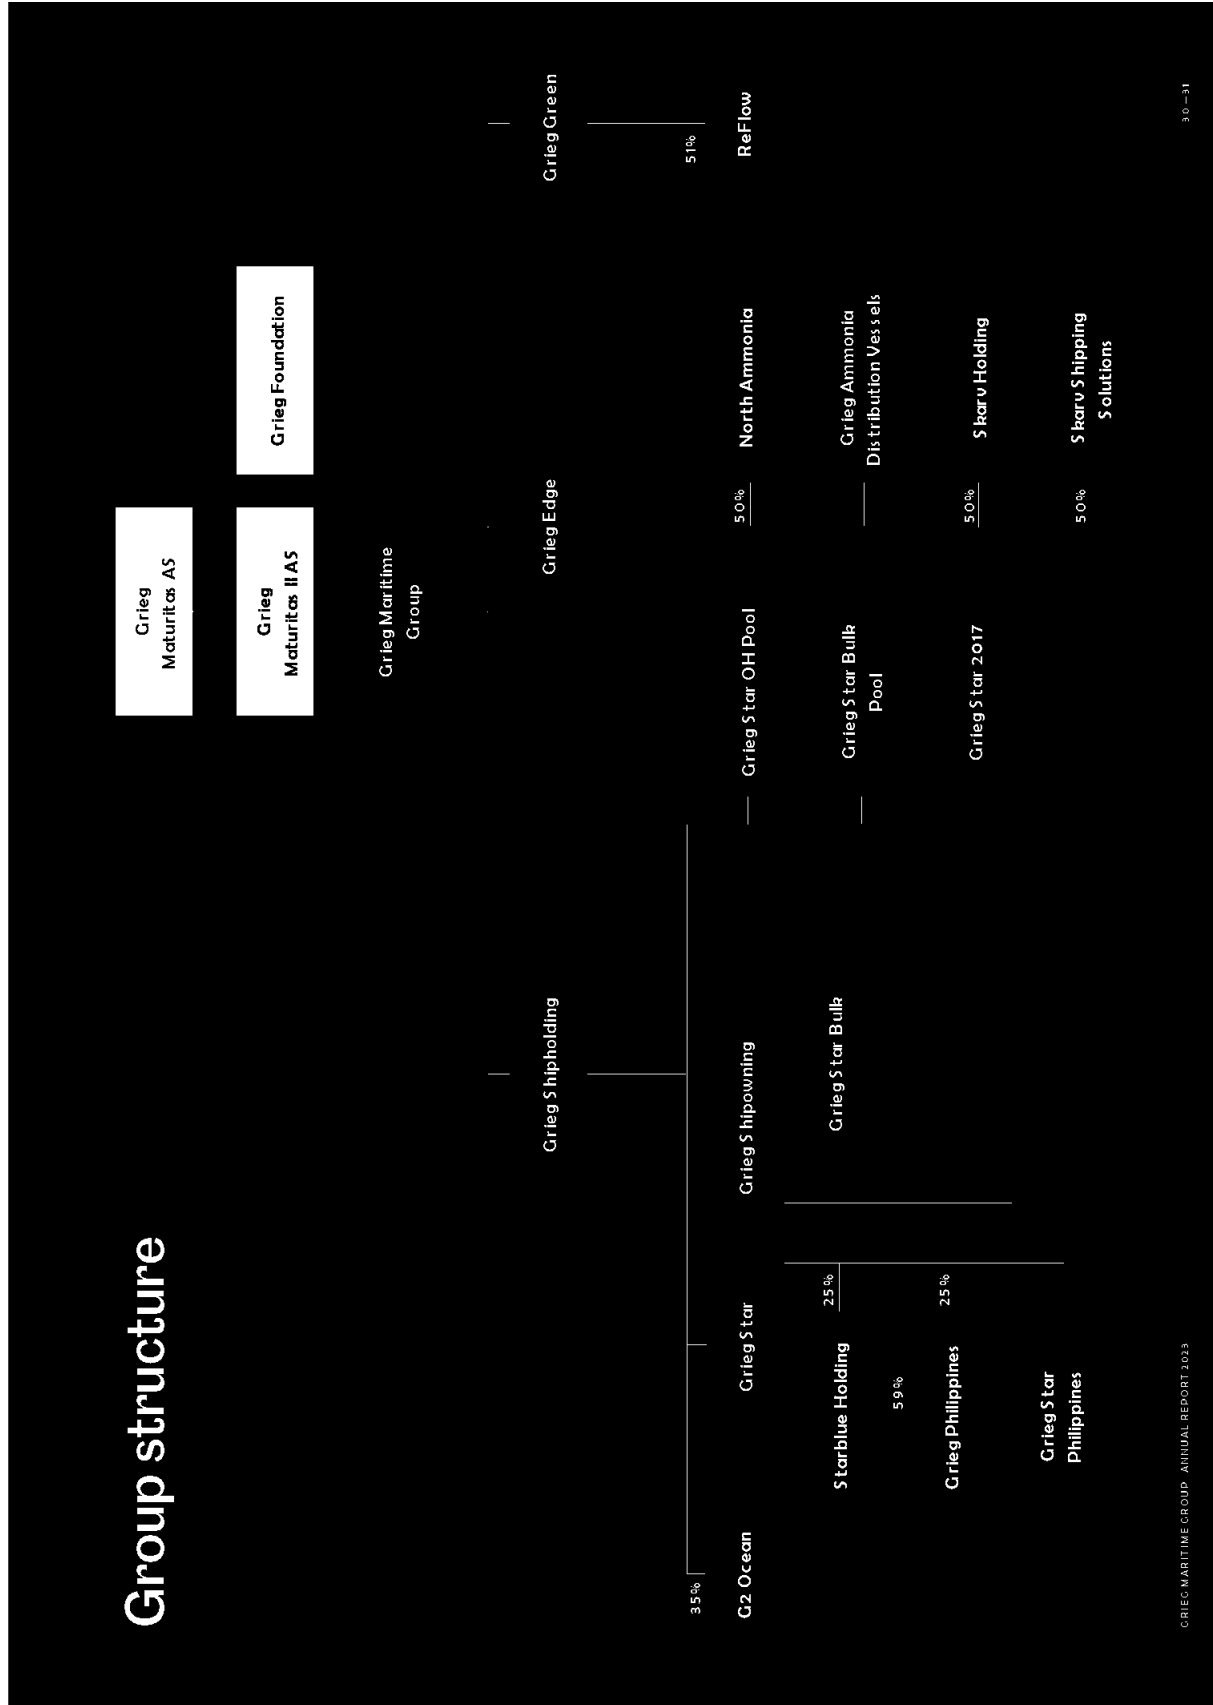 Group structure
Grieg
Maturitas AS
Grieg
Maturitas II AS
Grieg Foundation
Grieg Maritime
Group
Grieg Shipholding
Grieg Edge
Grieg Green
35%
51%
G2 Ocean
Grieg Star
Grieg Shipowning
Grieg Star OH Pool
50%
North Ammonia
ReFlow
Starblue Holding
25%
Grieg Star Bulk
Grieg Star Bulk
Pool
Grieg Ammonia
Distribution Vessels
59%
Grieg Philippines
25%
Grieg Star 2017
50%
Skarv Holding
Grieg Star
Philippines
50%
Skarv Shipping
Solutions
GRIEG MARITIME GROUP ANNUAL REPORT 2023
30—31